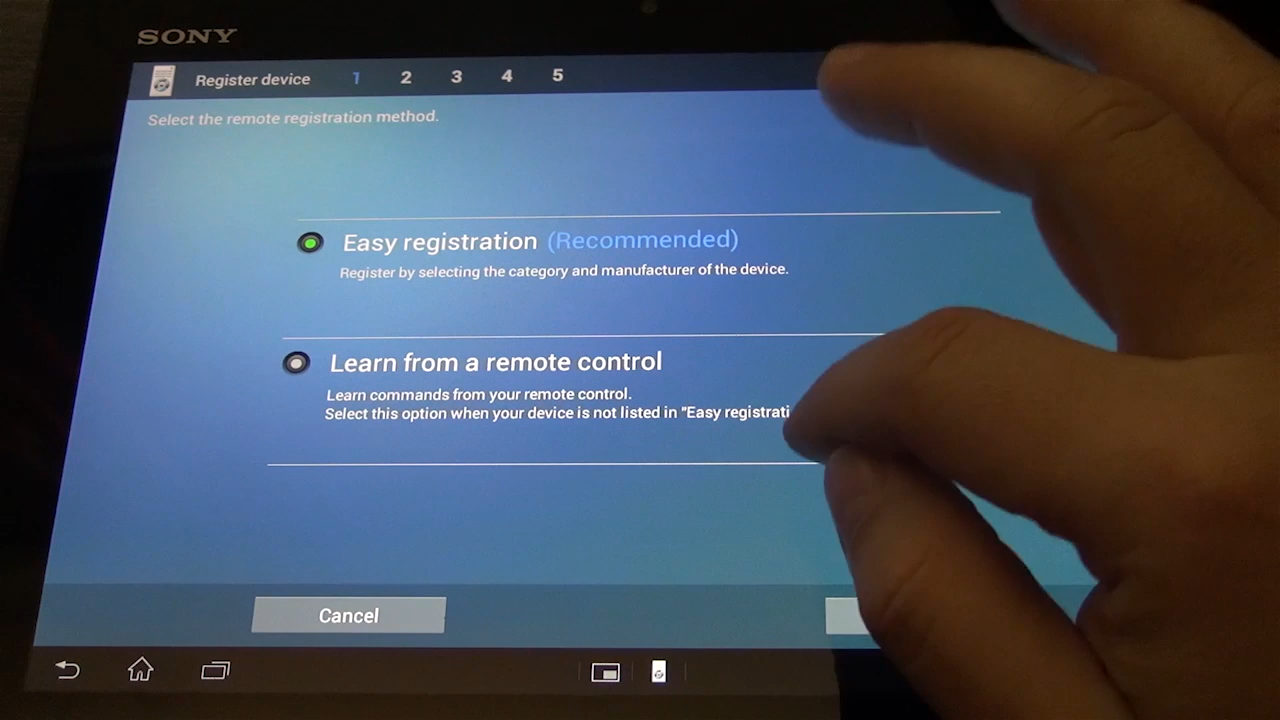 SONY
Register device 1 2 3 4 5
Select the remote registration method.
Easy registration (Recommended)
Register by selecting the category and manufacturer of the device.
Learn from a remote control
Learn commands from your remote control.
Select this option when your device is not listed in "Easy registrati
Cancel